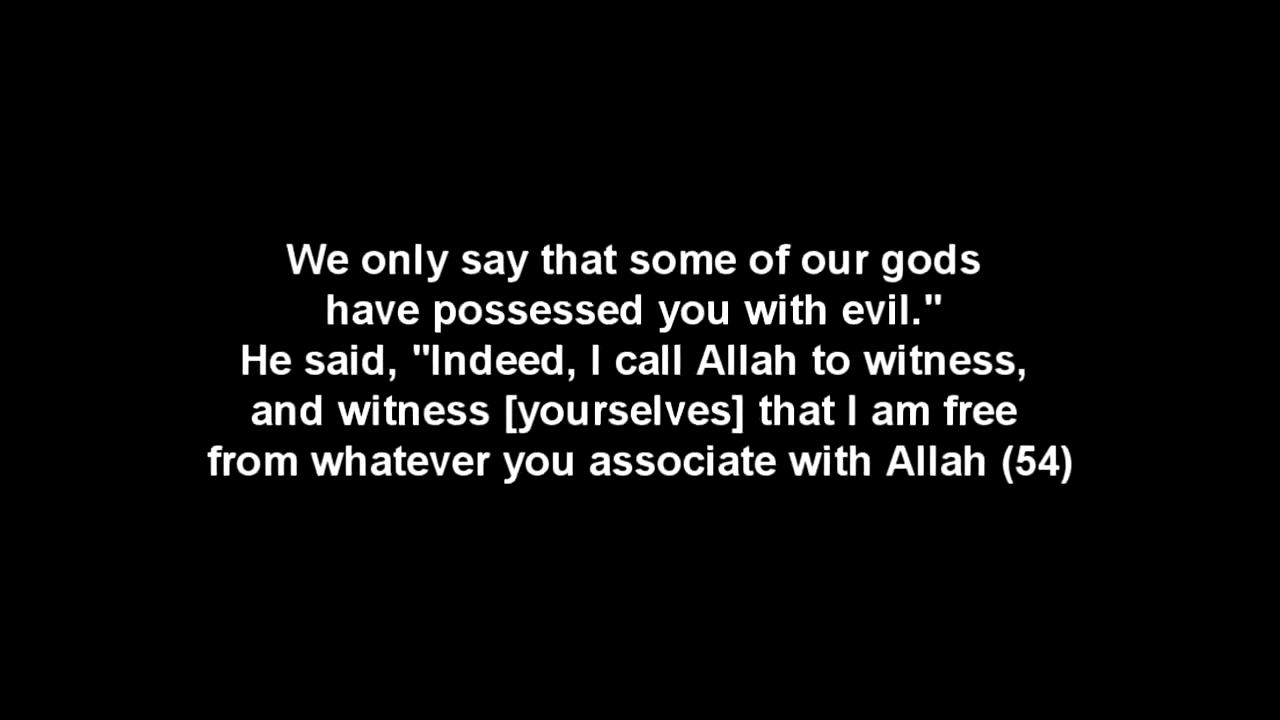 We only say that some of our gods
have possessed you with evil."
He said, "Indeed, I call Allah to witness,
and witness [yourselves] that I am free
from whatever you associate with Allah (54)